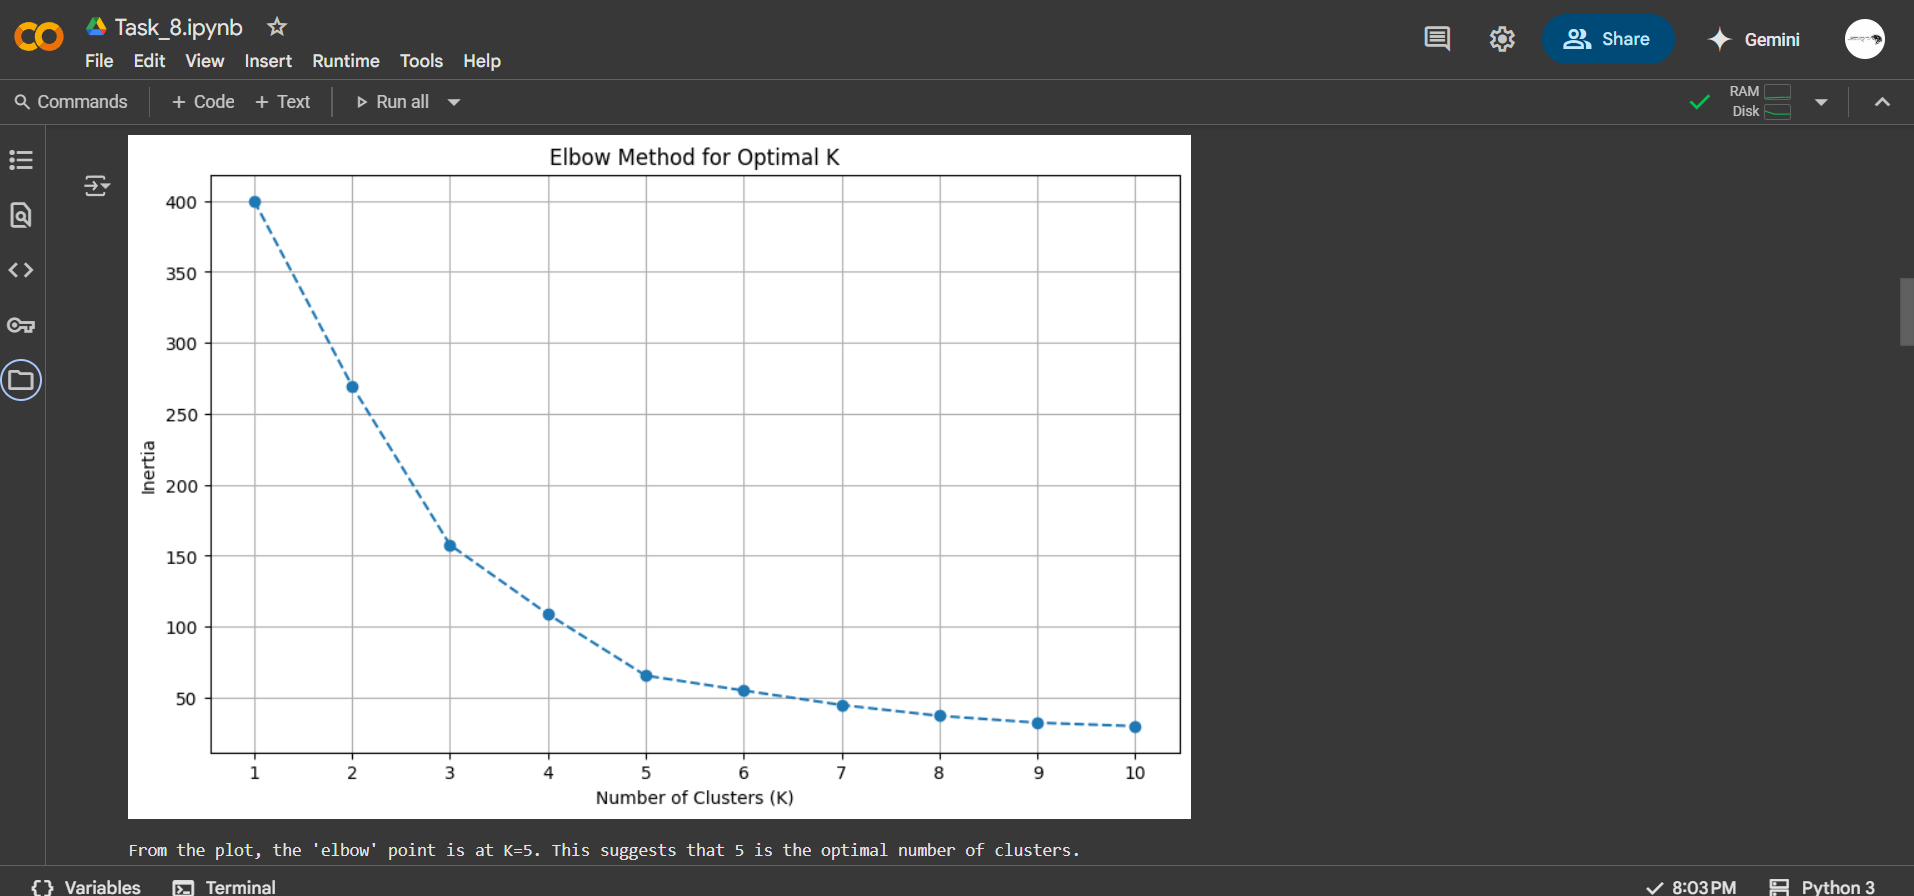 Task_8.ipynb
File Edit View Insert Runtime Tools Help
Share
Gemini
Commands + Code + Text Run all
RAM
Disk
Elbow Method for Optimal K
400
350
300
250
200
150
100
50
Inertia
1 2 3 4 5 6 7 8 9 10
Number of Clusters (K)
From the plot, the 'elbow' point is at K=5. This suggests that 5 is the optimal number of clusters.
{} Variables Terminal 8:03 PM Python 3